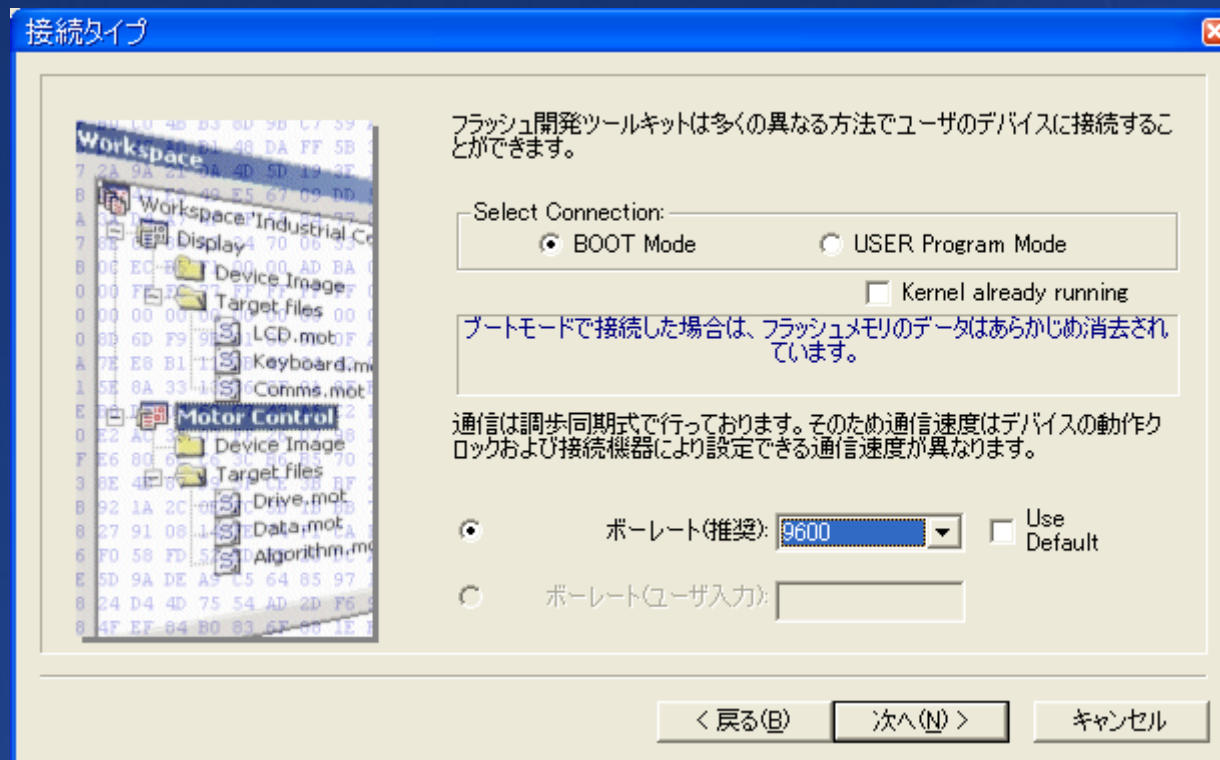 接続タイプ
フラッシュ開発ツールキットは多くの異なる方法でユーザのデバイスに接続するこ
とができます。
Select Connection:
BOOT Mode
USER Program Mode
Kernel already running
ブートモードで接続した場合は、フラッシュメモリのデータはあらかじめ消去され
ています。
通信は調歩同期式で行っております。そのため通信速度はデバイスの動作ク
ロックおよび接続機器により設定できる通信速度が異なります。
ボーレート(推奨):
9600
Use
Default
ボーレート(ユーザ入力):
< 戻る(B)
次へ(N) >
キャンセル
Workspace
Workspace 'Industrial Co
Display
Device Image
Target files
LCD.mot
Keyboard.mo
Comms.mot
Motor Control
Device Image
Target files
Drive.mot
Data.mot
Algorithm.mo